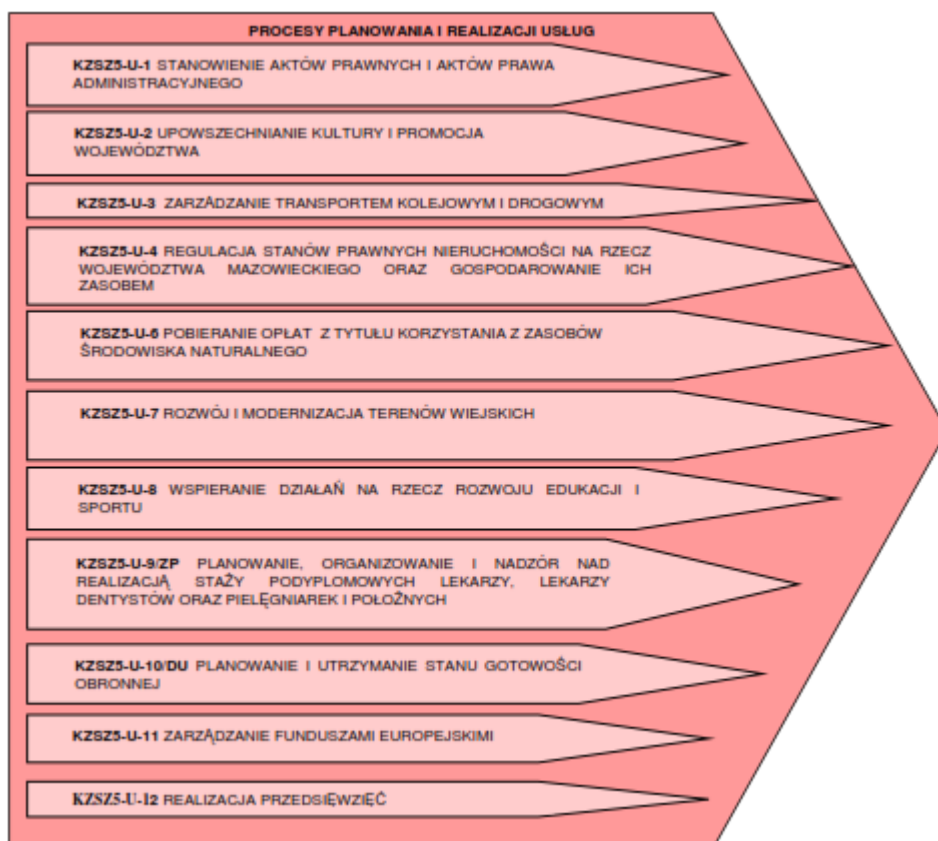 PROCESY PLANOWANIA I REALIZACJI USŁUG
KZSZ5-U-1 STANOWIENIE AKTÓW PRAWNYCH I AKTÓW PRAWA
ADMINISTRACYJNEGO
KZSZ5-U-2 UPOWSZECHNIANIE KULTURY I PROMOCJA
WOJEWÓDZTWA
KZSZ5-U-3 ZARZĄDZANIE TRANSPORTEM KOLEJOWYM I DROGOWYM
KZSZ5-U-4 REGULACJA STANÓW PRAWNYCH NIERUCHOMOŚCI NA RZECZ
WOJEWÓDZTWA MAZOWIECKIEGO ORAZ GOSPODAROWANIE ICH
ZASOBEM
KZSZ5-U-6 POBIERANIE OPŁAT Z TYTUŁU KORZYSTANIA Z ZASOBÓW
ŚRODOWISKA NATURALNEGO
KZSZ5-U-7 ROZWÓJ I MODERNIZACJA TERENÓW WIEJSKICH
KZSZ5-U-8 WSPIERANIE DZIAŁAŃ NA RZECZ ROZWOJU EDUKACJI I
SPORTU
KZSZ5-U-9/ZP PLANOWANIE, ORGANIZOWANIE I NADZÓR NAD
REALIZACJĄ STAŻY PODYPLOMOWYCH LEKARZY, LEKARZY
DENTYSTÓW ORAZ PIELĘGNIAREK I POŁOŻNYCH
KZSZ5-U-10/DU PLANOWANIE I UTRZYMANIE STANU GOTOWOŚCI
OBRONNEJ
KZSZ5-U-11 ZARZĄDZANIE FUNDUSZAMI EUROPEJSKIMI
KZSZ5-U-12 REALIZACJA PRZEDSIĘWZIĘĆ